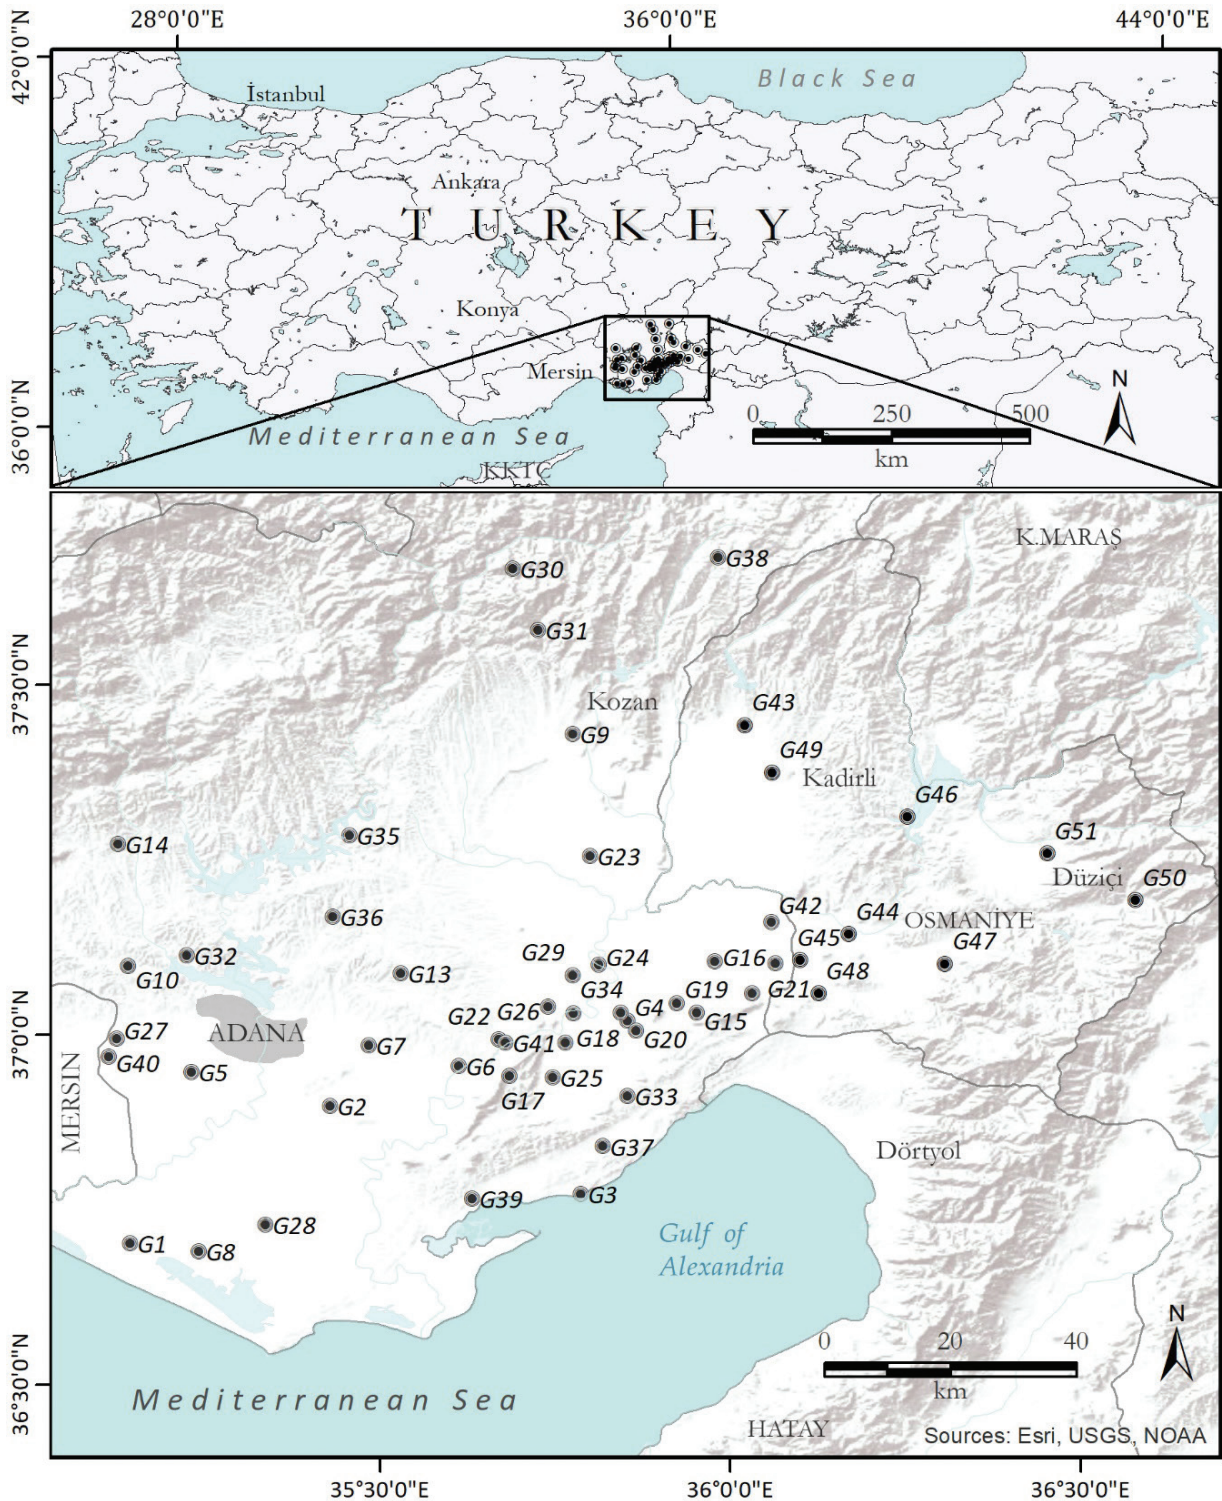 28°0'0"E 36°0'0"E 44°0'0"E
42°0'0"N
Black Sea
İstanbul
Ankara
TURKEY
Konya
Mersin
N
0 250 500
km
36°0'0"N
Mediterranean Sea
KKTC
K.MARAŞ
G38
G30
G31
37°30'0"N
Kozan
G43
G9
G49
Kadirli
G46
G35
G14
G51
G23
Düziçi
G50
G36
G42
G44
OSMANİYE
G45
G47
G32
G29
G24
G16
G10
G13
G48
G34
G19
G21
G26
G4
G22
G15
ADANA
G27
37°0'0"N
G41
G18
G20
G7
G40
G6
G5
G25
G17
G33
G2
MERSIN
G37
Dörtyol
G3
G39
G28
Gulf of
Alexandria
G1
G8
N
0 20 40
km
36°30'0"N
Mediterranean Sea
HATAY
Sources: Esri, USGS, NOAA
35°30'0"E 36°0'0"E 36°30'0"E